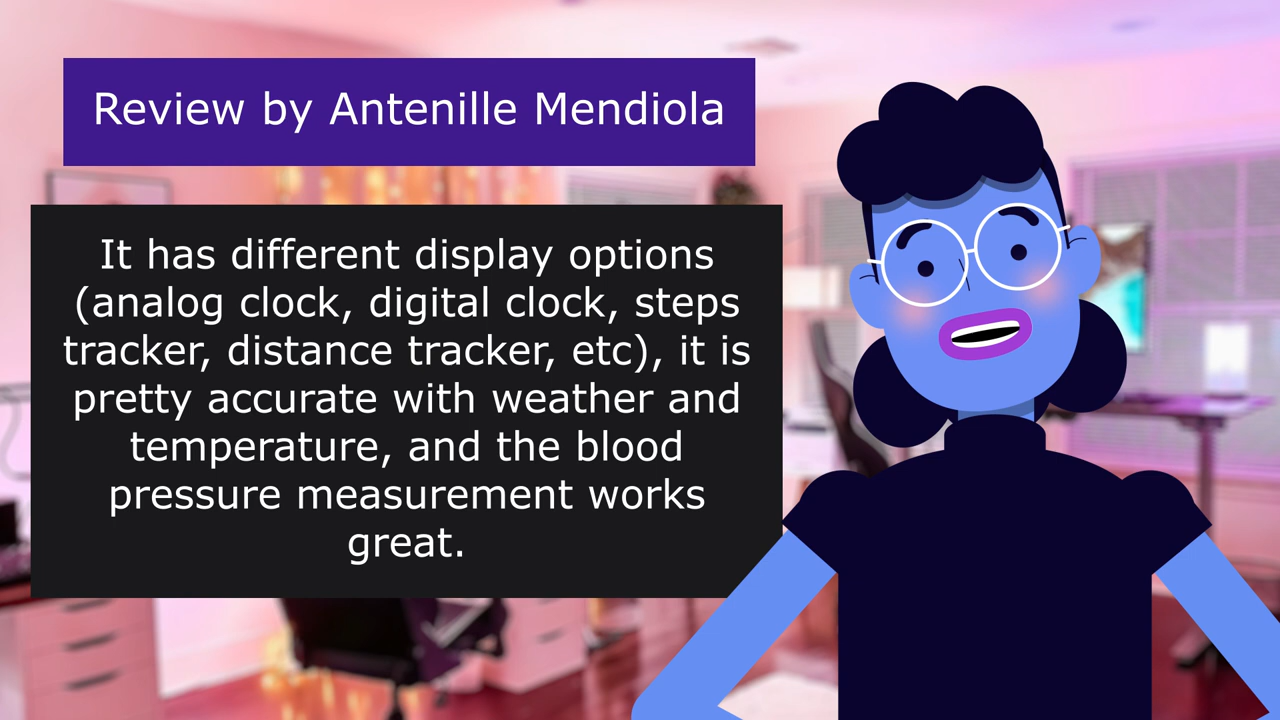 Review by Antenille Mendiola
It has different display options
(analog clock, digital clock, steps
tracker, distance tracker, etc), it is
pretty accurate with weather and
temperature, and the blood
pressure measurement works
great.